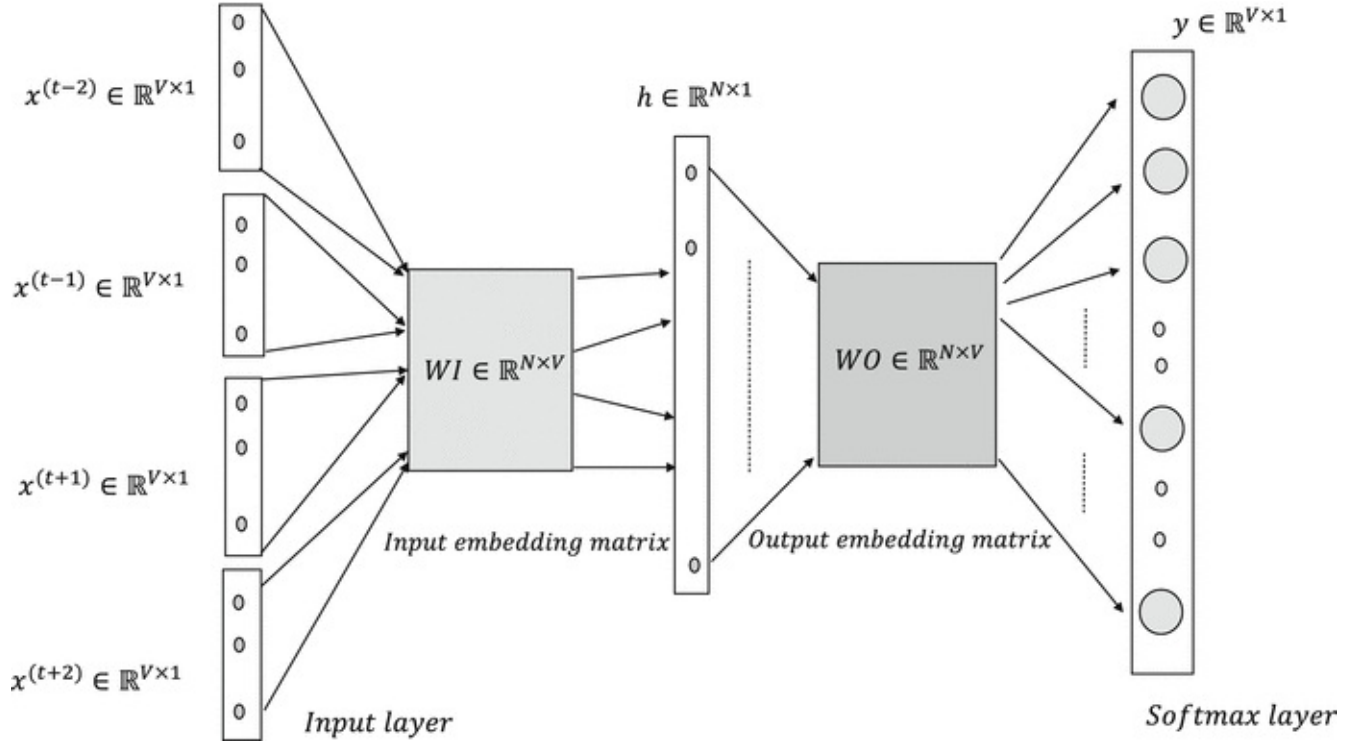 y ∈ ℝ^{V×1}
x^{(t−2)} ∈ ℝ^{V×1}
h ∈ ℝ^{N×1}
x^{(t−1)} ∈ ℝ^{V×1}
WI ∈ ℝ^{N×V}
WO ∈ ℝ^{N×V}
x^{(t+1)} ∈ ℝ^{V×1}
Input embedding matrix
Output embedding matrix
x^{(t+2)} ∈ ℝ^{V×1}
Input layer
Softmax layer